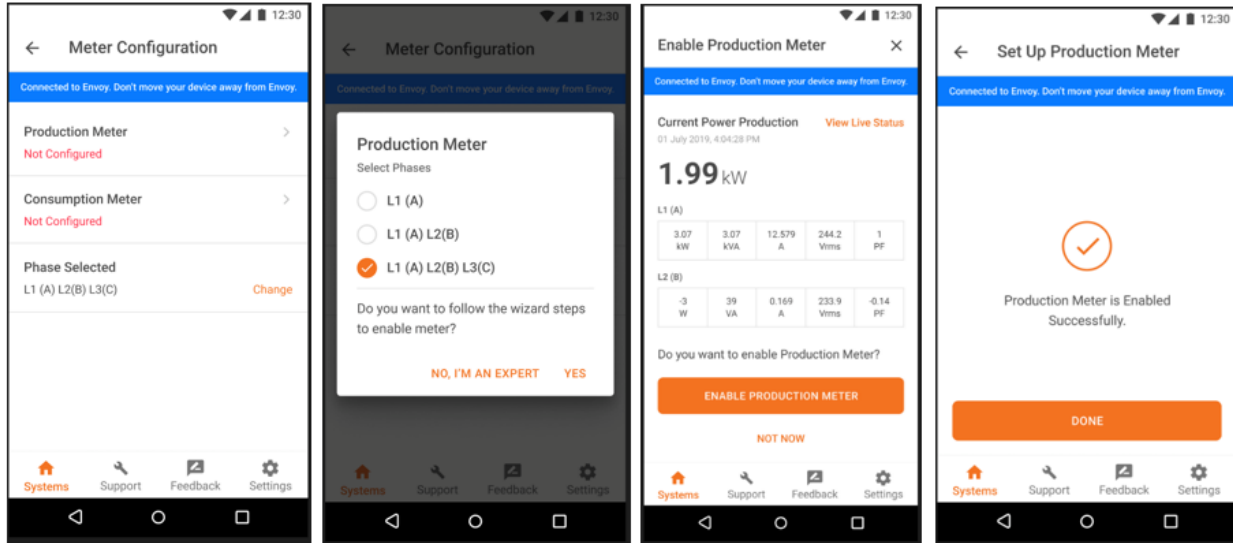 12:30
Meter Configuration
Connected to Envoy. Don't move your device away from Envoy.
Production Meter
Not Configured
Consumption Meter
Not Configured
Phase Selected
L1 (A) L2(B) L3(C)
Change
Systems
Support
Feedback
Settings
12:30
Meter Configuration
Connected to Envoy. Don't move your device away from Envoy.
Production Meter
Select Phases
L1 (A)
L1 (A) L2(B)
L1 (A) L2(B) L3(C)
Do you want to follow the wizard steps
to enable meter?
NO, I'M AN EXPERT
YES
Systems
Support
Feedback
Settings
12:30
Enable Production Meter
Connected to Envoy. Don't move your device away from Envoy.
Current Power Production
View Live Status
01 July 2019, 4:04:28 PM
1.99 kW
L1 (A)
3.07 3.07 12.579 244.2 1
kW kVA A Vrms PF
L2 (B)
-3 39 0.169 233.9 -0.14
W VA A Vrms PF
Do you want to enable Production Meter?
ENABLE PRODUCTION METER
NOT NOW
Systems
Support
Feedback
Settings
12:30
Set Up Production Meter
Connected to Envoy. Don't move your device away from Envoy.
Production Meter is Enabled
Successfully.
DONE
Systems
Support
Feedback
Settings